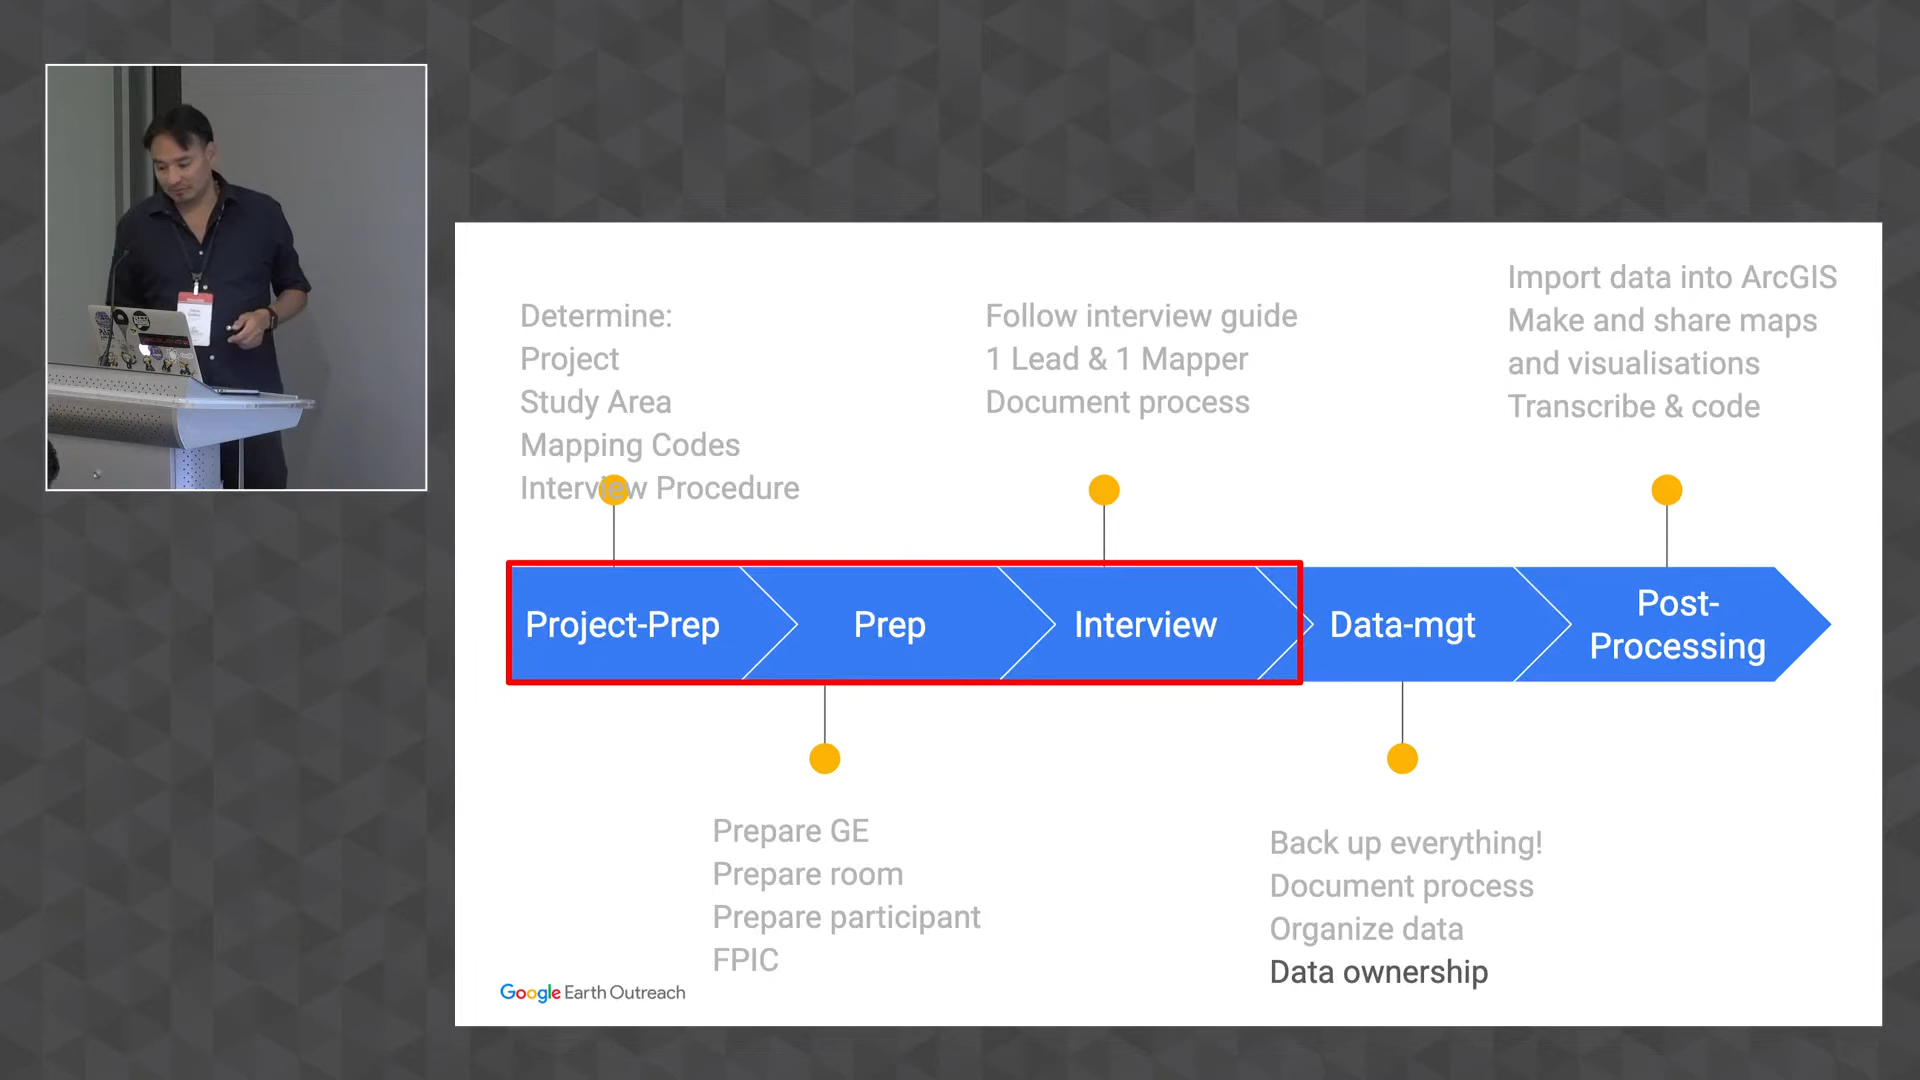 Determine:
Project
Study Area
Mapping Codes
Interview Procedure
Follow interview guide
1 Lead & 1 Mapper
Document process
Import data into ArcGIS
Make and share maps
and visualisations
Transcribe & code
Project-Prep
Prep
Interview
Data-mgt
Post-
Processing
Prepare GE
Prepare room
Prepare participant
FPIC
Back up everything!
Document process
Organize data
Data ownership
Google Earth Outreach